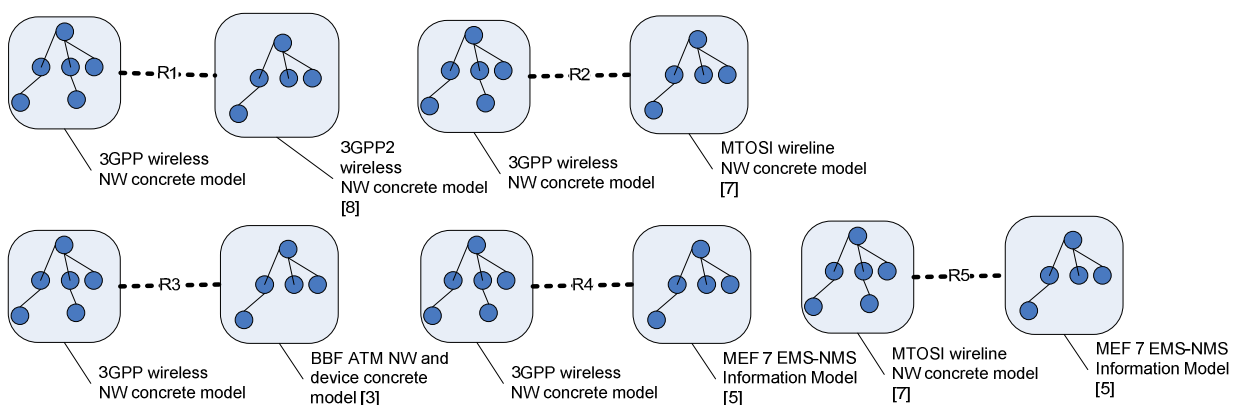 R1
R2
3GPP wireless
NW concrete model
3GPP2
wireless
NW concrete model
[8]
3GPP wireless
NW concrete model
MTOSI wireline
NW concrete model
[7]
R3
R4
R5
3GPP wireless
NW concrete model
BBF ATM NW and
device concrete
model [3]
3GPP wireless
NW concrete model
MEF 7 EMS-NMS
Information Model
[5]
MTOSI wireline
NW concrete model
[7]
MEF 7 EMS-NMS
Information Model
[5]